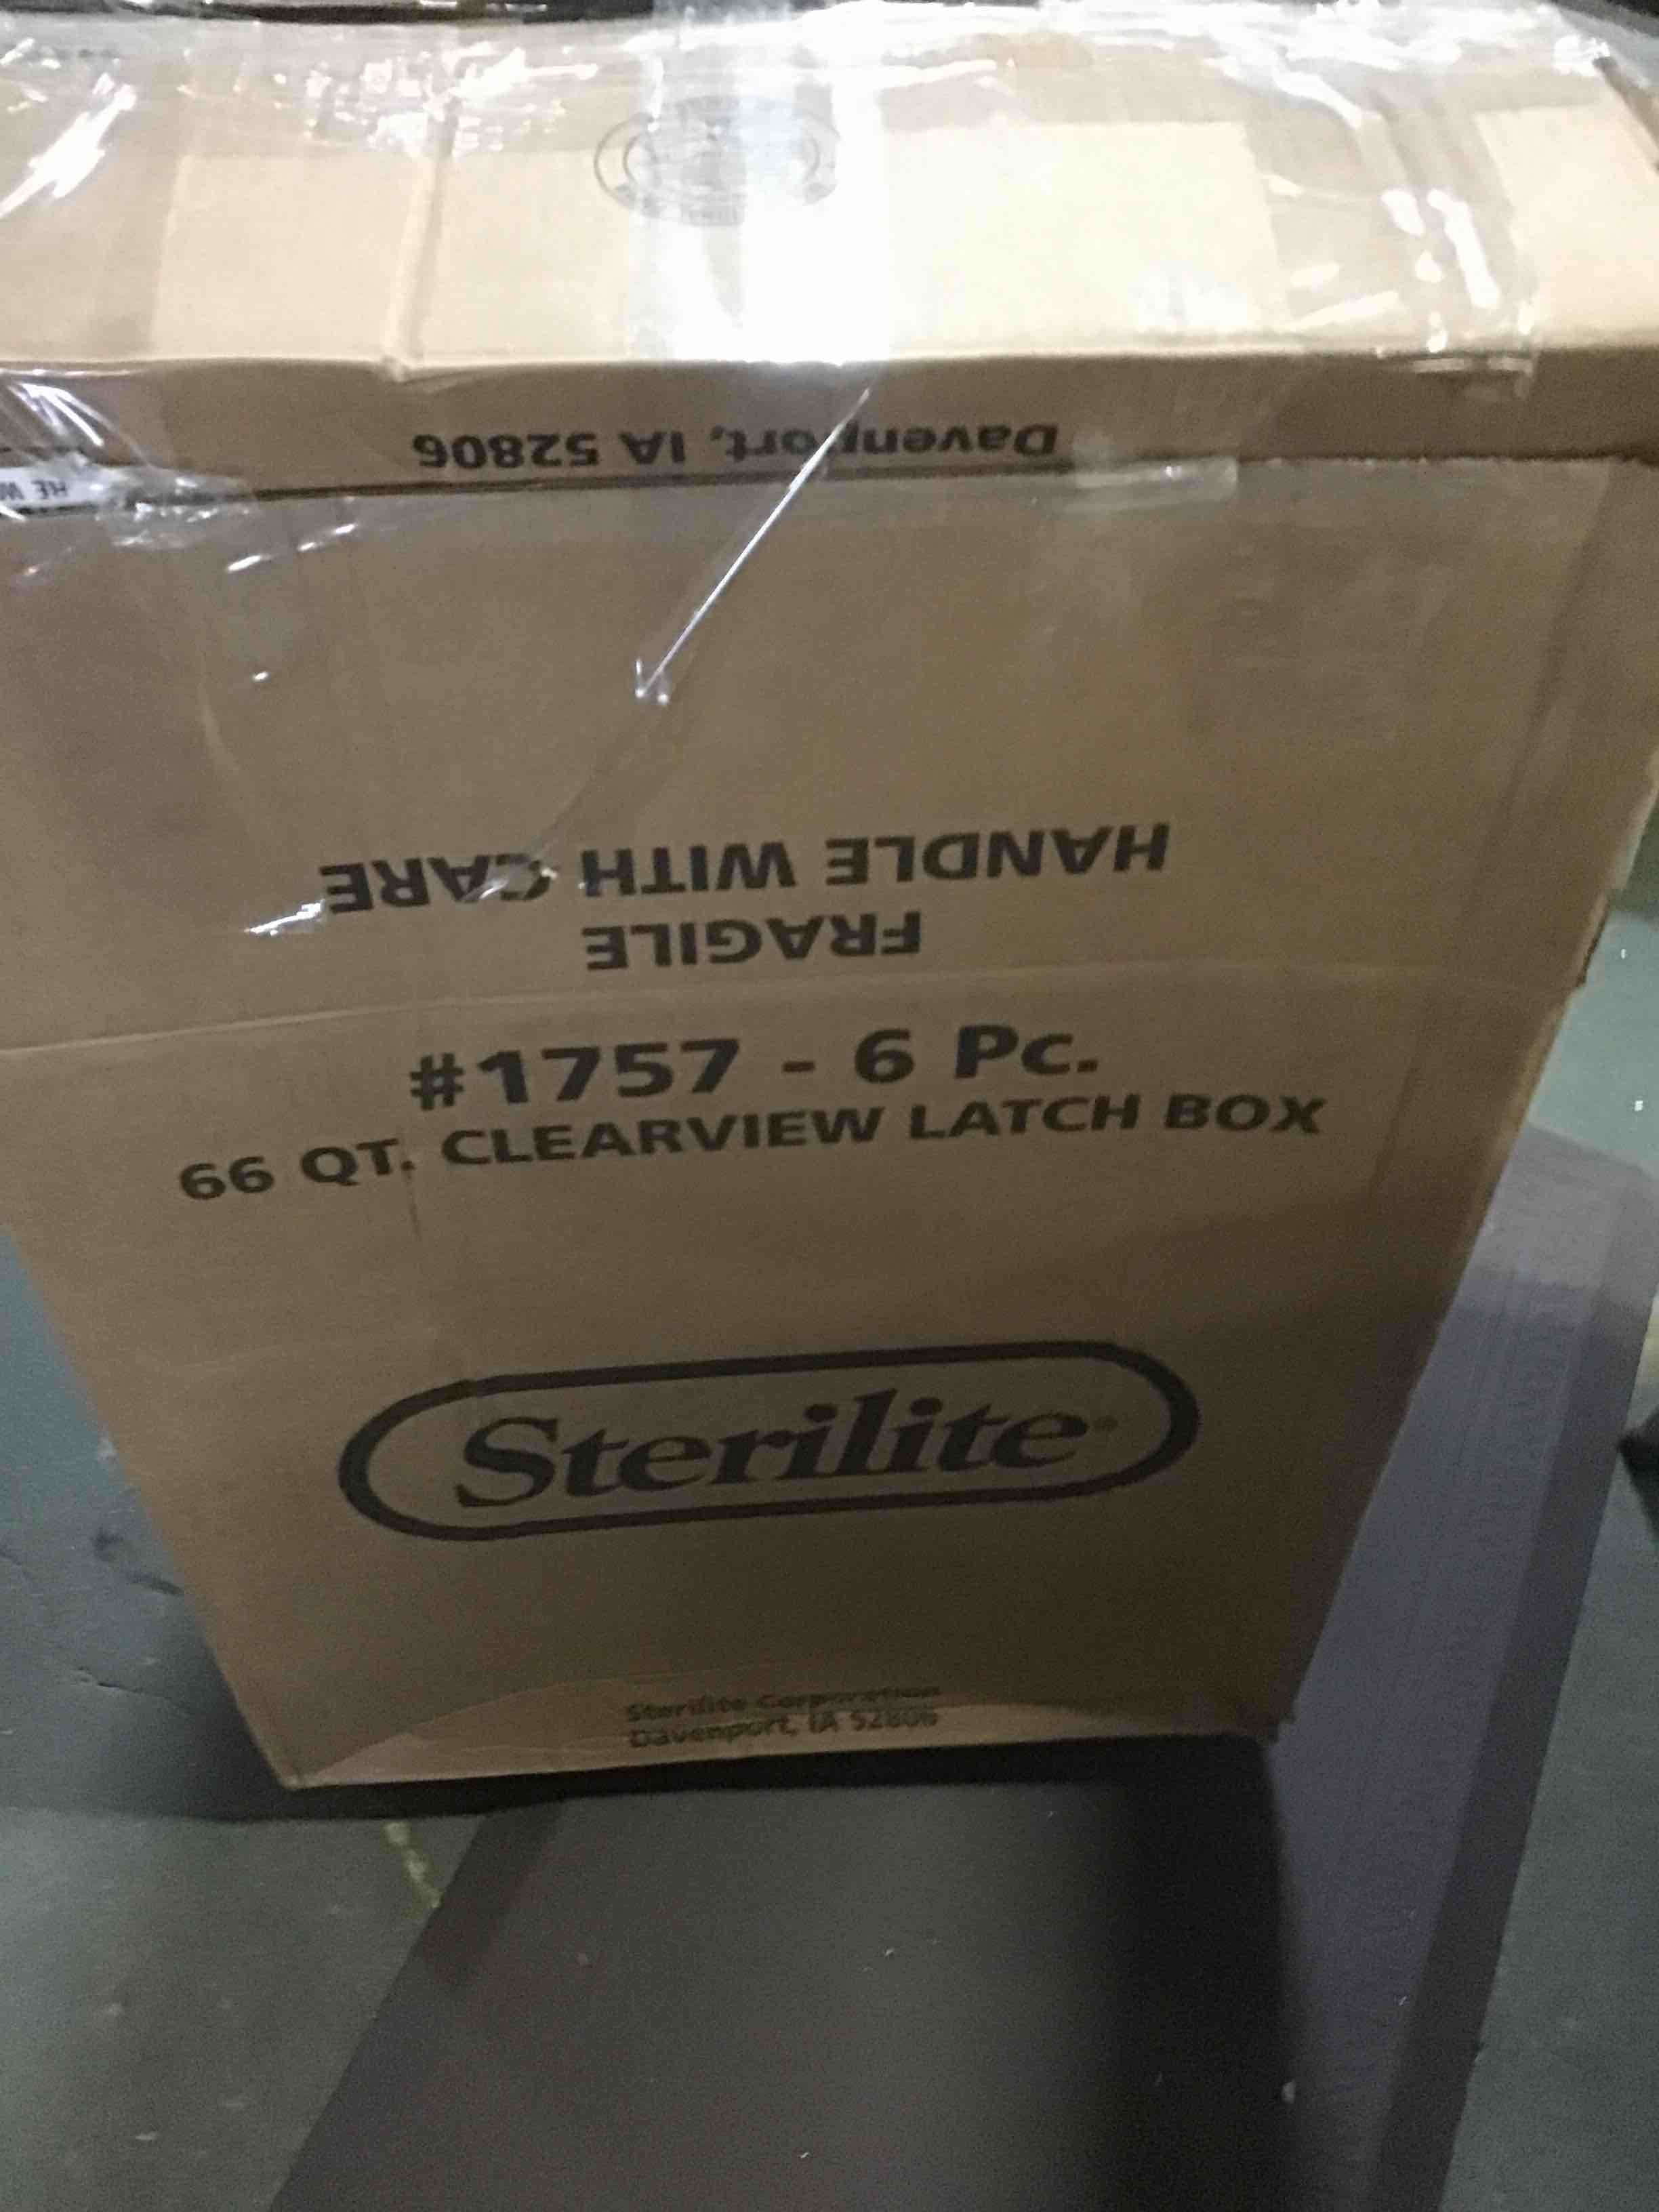 Davenport, IA 52806
HE W
HANDLE WITH CARE
FRAGILE
#1757 - 6 Pc.
66 QT. CLEARVIEW LATCH BOX
Sterilite
Sterilite Corporation
Davenport, IA 52806